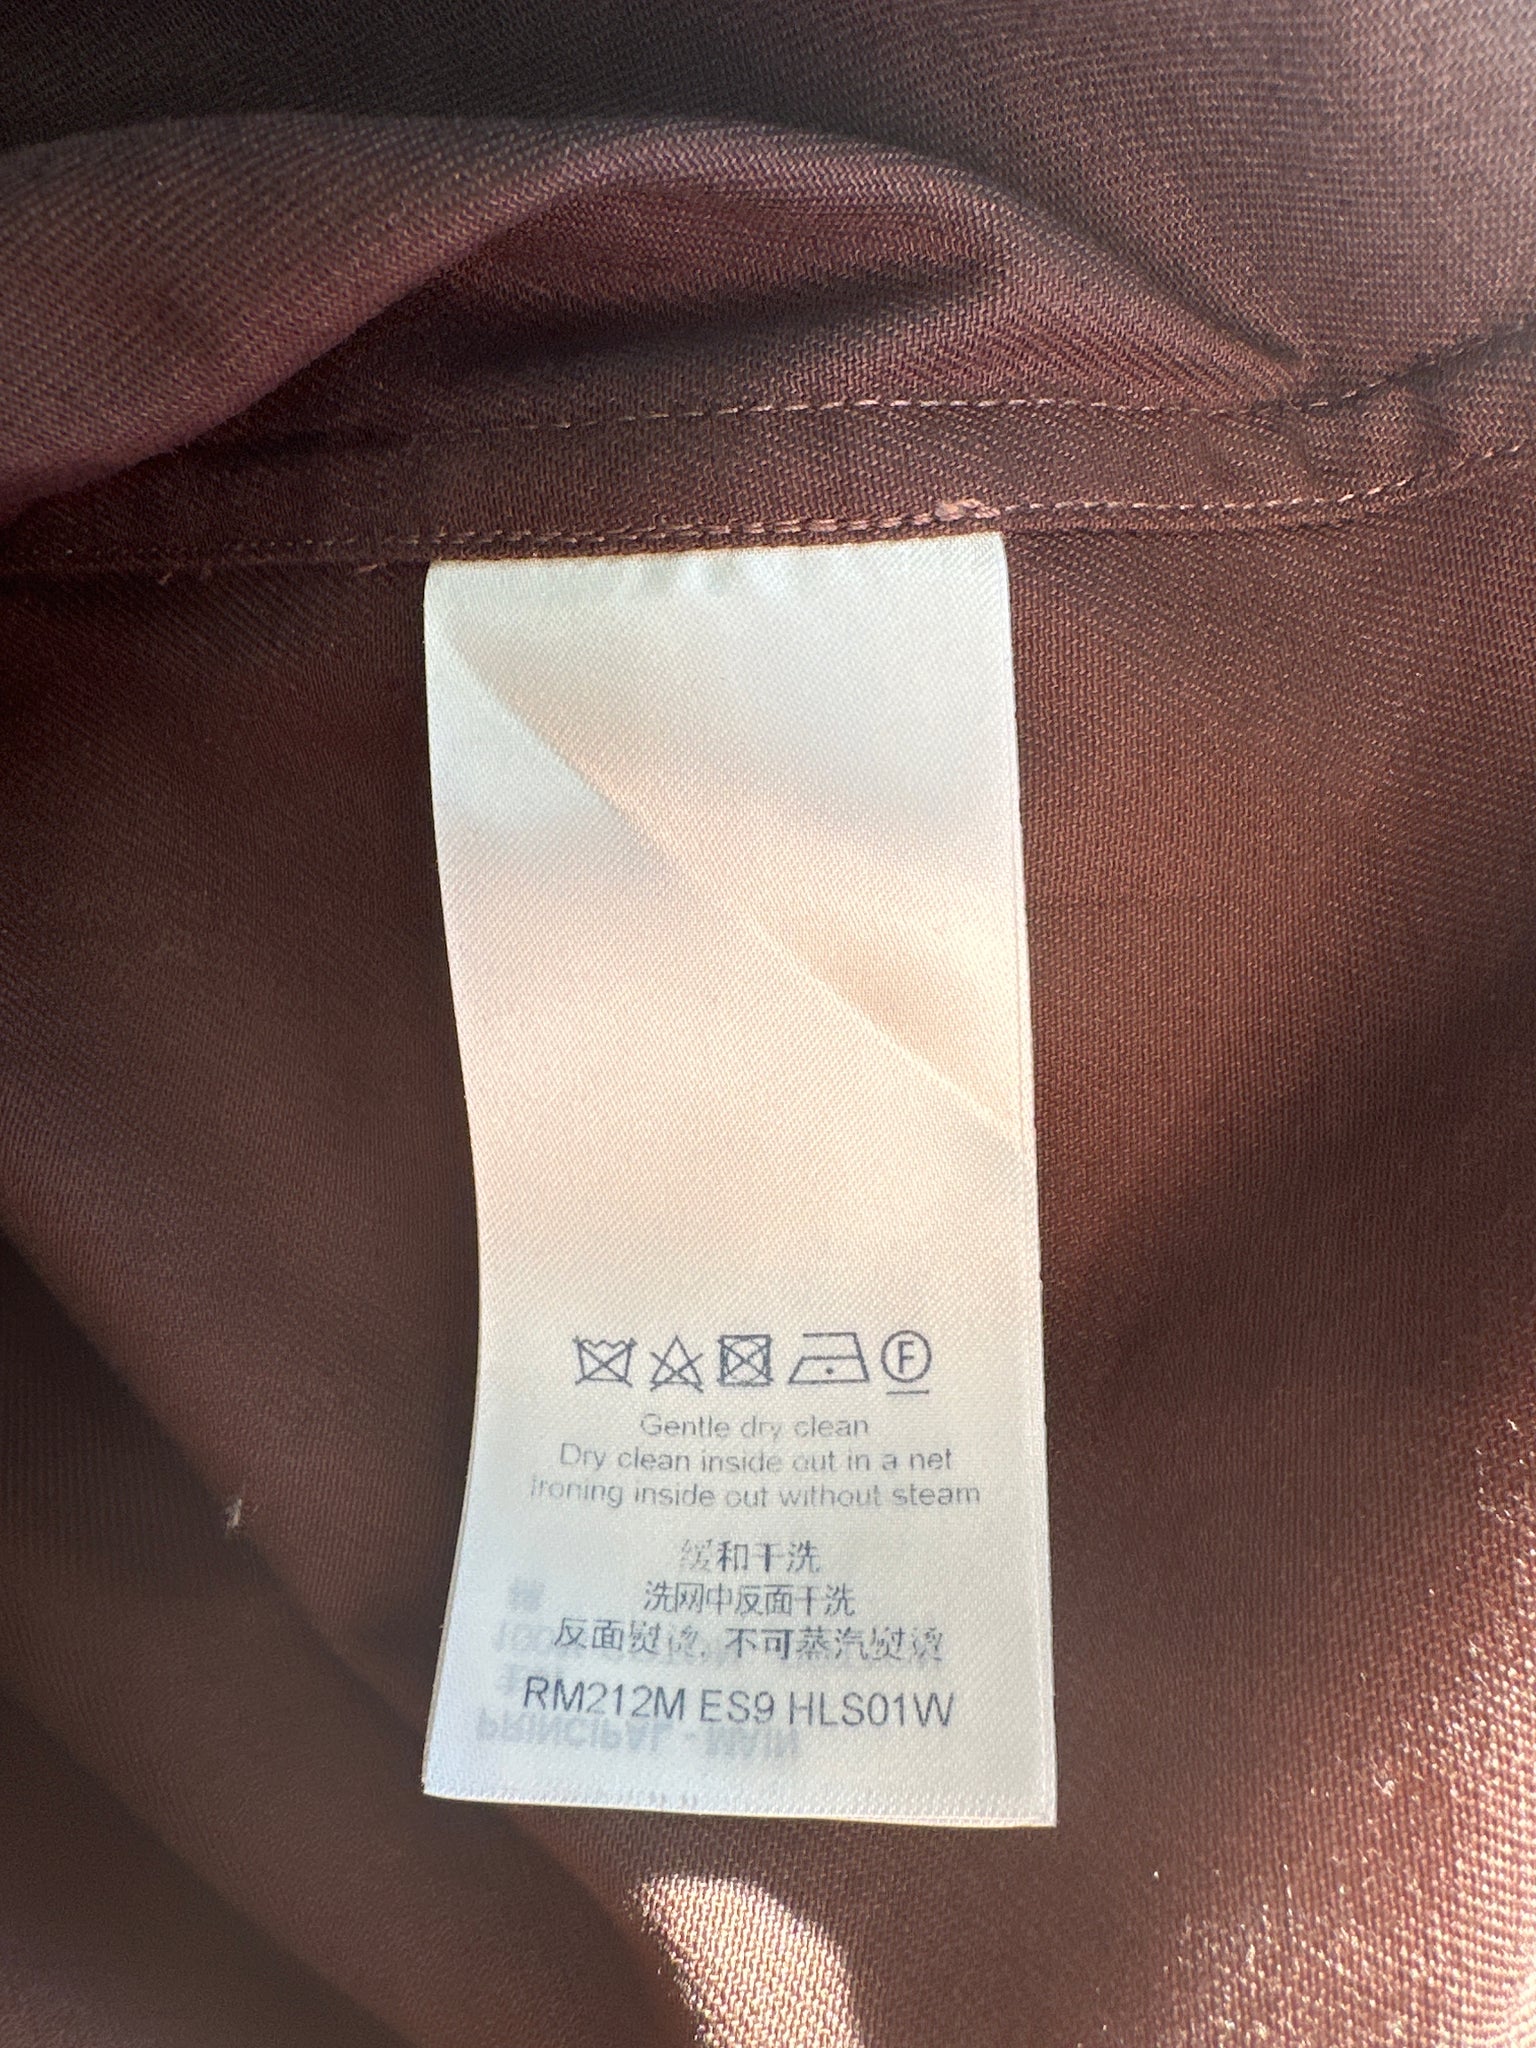 F
Gentle dry clean
Dry clean inside out in a net
Ironing inside out without steam
缓和干洗
洗网中反面干洗
反面熨烫, 不可蒸汽熨烫
RM212M ES9 HLS01W
PRINCIPAL - MAIN